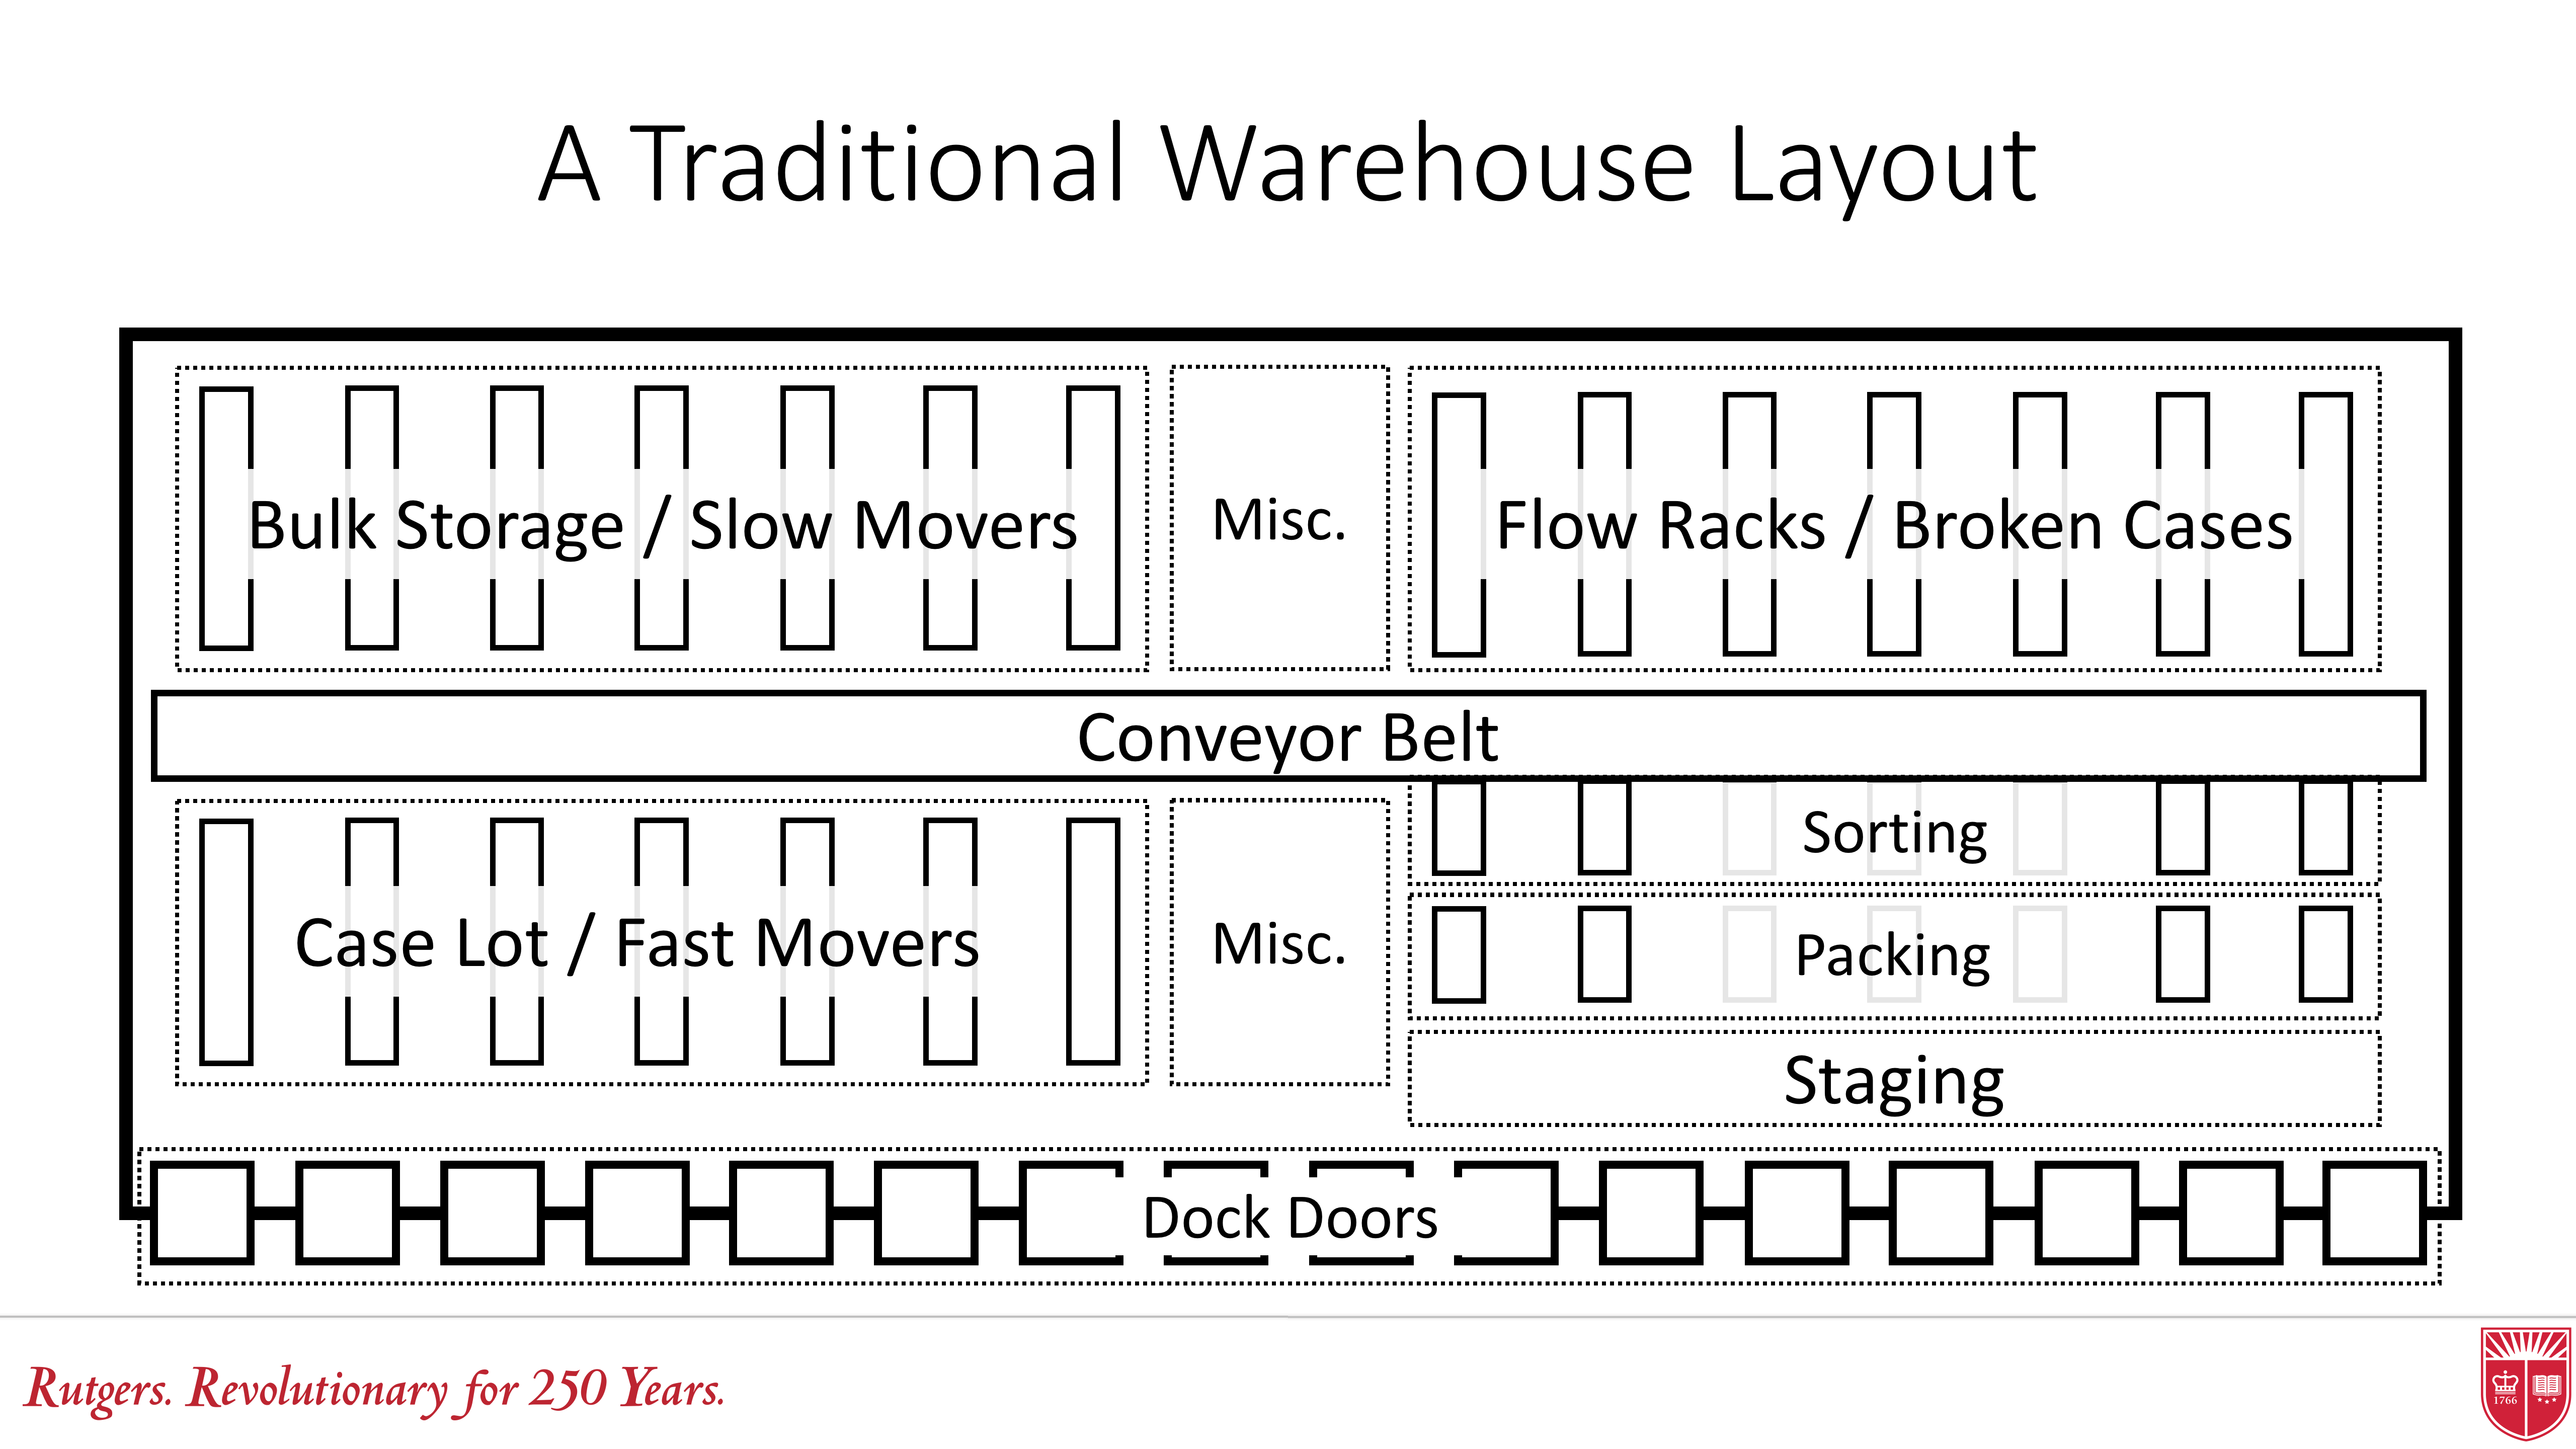 A Traditional Warehouse Layout
Bulk Storage / Slow Movers
Misc.
Flow Racks / Broken Cases
Conveyor Belt
Case Lot / Fast Movers
Misc.
Sorting
Packing
Staging
Dock Doors
Rutgers. Revolutionary for 250 Years.
1766